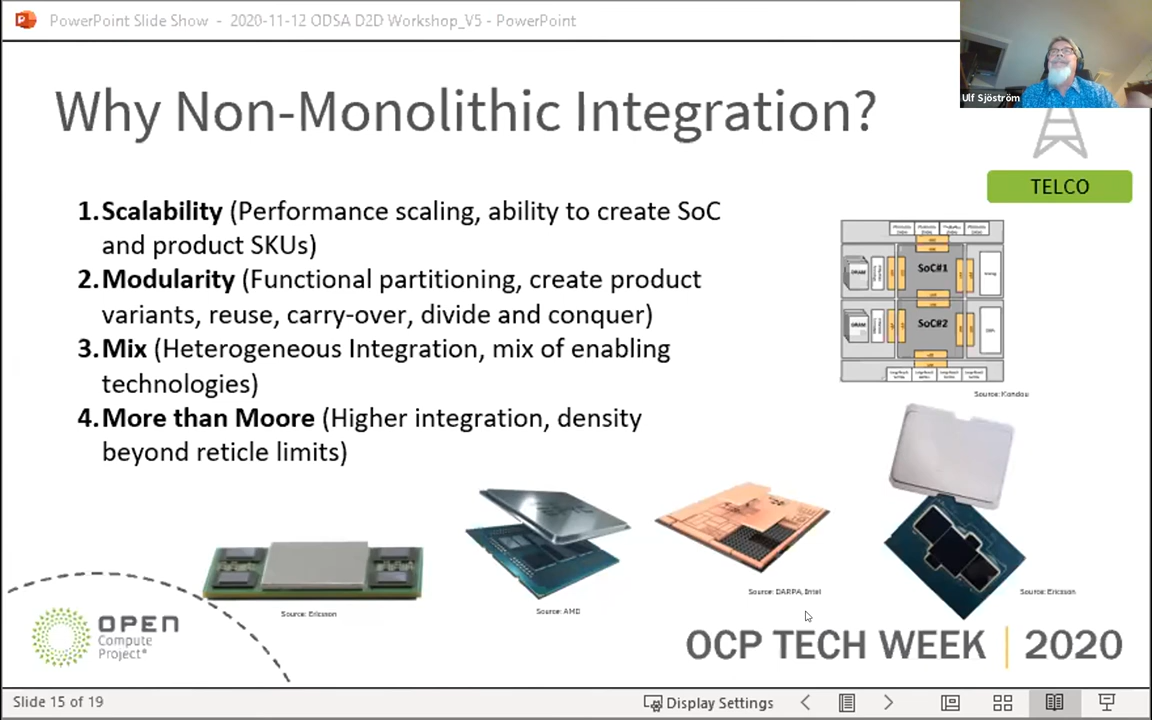 PowerPoint Slide Show - 2020-11-12 ODSA D2D Workshop_V5 - PowerPoint
Ulf Sjöström
Why Non-Monolithic Integration?
TELCO
1. Scalability (Performance scaling, ability to create SoC
and product SKUs)
2. Modularity (Functional partitioning, create product
variants, reuse, carry-over, divide and conquer)
3. Mix (Heterogeneous Integration, mix of enabling
technologies)
4. More than Moore (Higher integration, density
beyond reticle limits)
SoC#1
DRAM
SoC#2
DRAM
Source: Kandou
Source: Ericsson
Source: AMD
Source: DARPA, Intel
Source: Ericsson
OPEN
Compute
Project®
OCP TECH WEEK | 2020
Slide 15 of 19
Display Settings